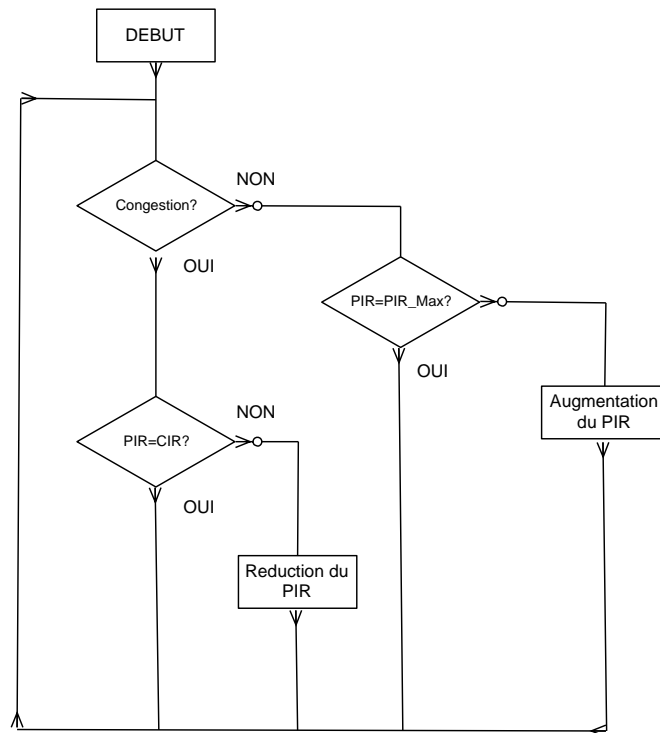 DEBUT
NON
Congestion?
OUI
PIR=PIR_Max?
OUI
Augmentation
du PIR
NON
PIR=CIR?
OUI
Reduction du
PIR